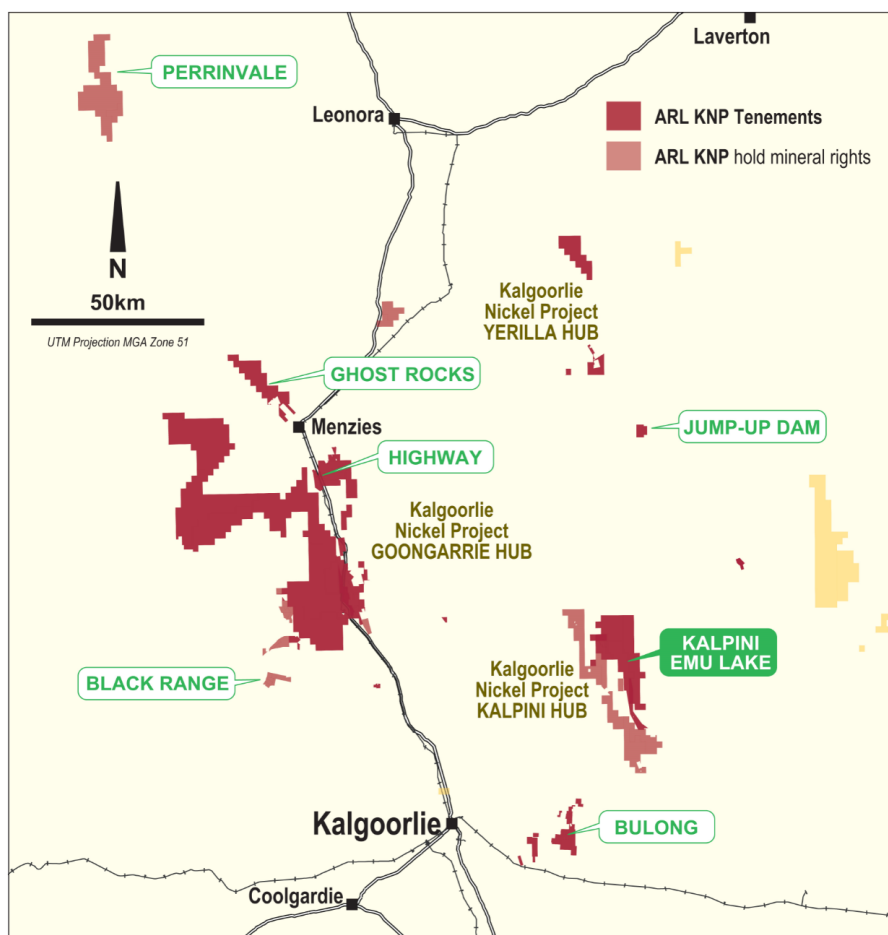 Laverton
PERRINVALE
Leonora
ARL KNP Tenements
ARL KNP hold mineral rights
N
50km
UTM Projection MGA Zone 51
Kalgoorlie
Nickel Project
YERILLA HUB
GHOST ROCKS
Menzies
JUMP-UP DAM
HIGHWAY
Kalgoorlie
Nickel Project
GOONGARRIE HUB
KALPINI
EMU LAKE
Kalgoorlie
Nickel Project
KALPINI HUB
BLACK RANGE
Kalgoorlie
BULONG
Coolgardie